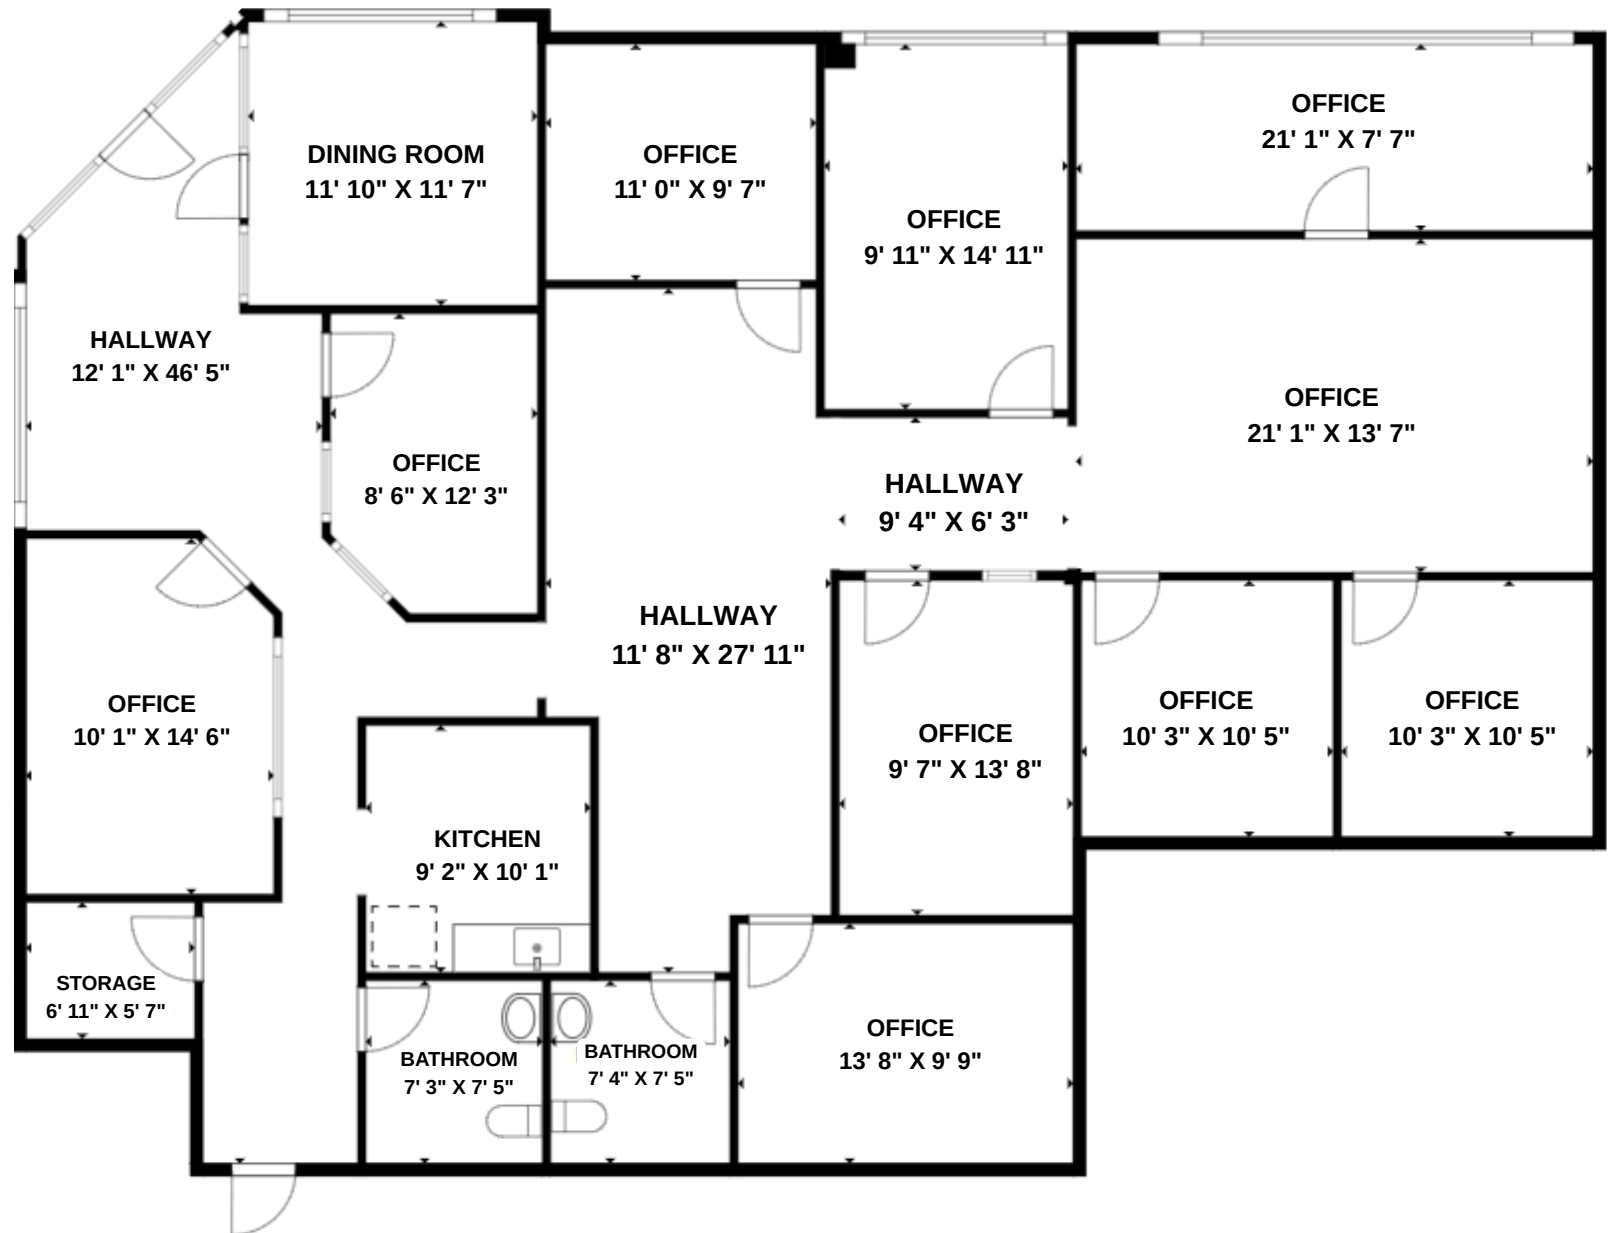 OFFICE
21' 1" X 7' 7"
DINING ROOM
11' 10" X 11' 7"
OFFICE
11' 0" X 9' 7"
OFFICE
9' 11" X 14' 11"
HALLWAY
12' 1" X 46' 5"
OFFICE
21' 1" X 13' 7"
OFFICE
8' 6" X 12' 3"
HALLWAY
9' 4" X 6' 3"
HALLWAY
11' 8" X 27' 11"
OFFICE
10' 1" X 14' 6"
OFFICE
9' 7" X 13' 8"
OFFICE
10' 3" X 10' 5"
OFFICE
10' 3" X 10' 5"
KITCHEN
9' 2" X 10' 1"
STORAGE
6' 11" X 5' 7"
BATHROOM
7' 3" X 7' 5"
BATHROOM
7' 4" X 7' 5"
OFFICE
13' 8" X 9' 9"